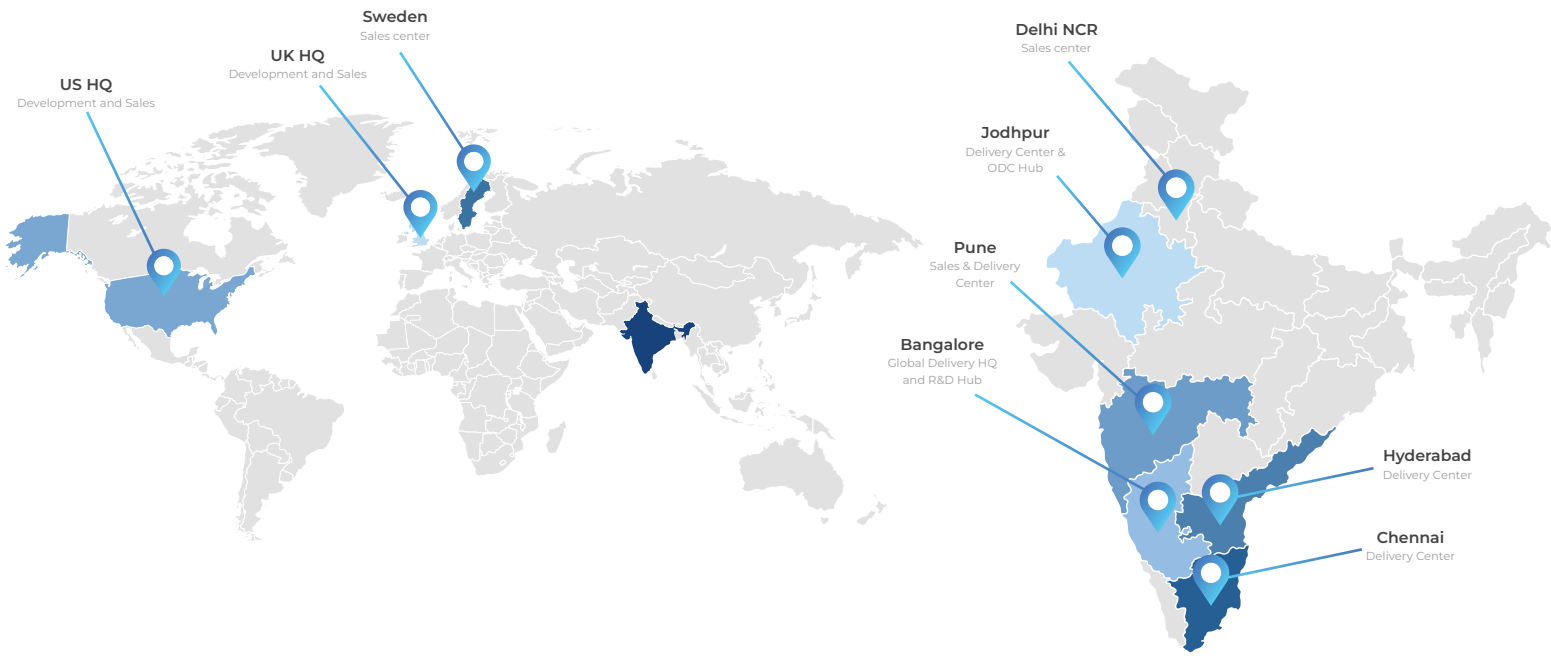 Sweden
Sales center
UK HQ
Development and Sales
US HQ
Development and Sales
Delhi NCR
Sales center
Jodhpur
Delivery Center &
ODC Hub
Pune
Sales & Delivery
Center
Bangalore
Global Delivery HQ
and R&D Hub
Hyderabad
Delivery Center
Chennai
Delivery Center